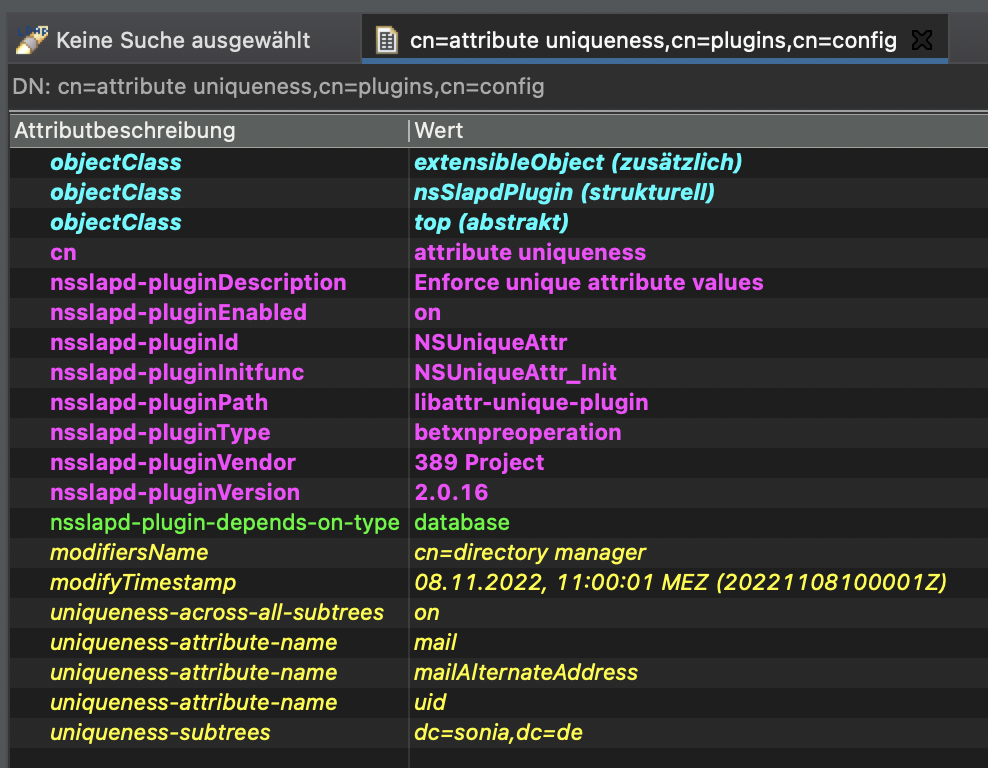 Keine Suche ausgewählt
cn=attribute uniqueness,cn=plugins,cn=config
DN: cn=attribute uniqueness,cn=plugins,cn=config
Attributbeschreibung Wert
objectClass extensibleObject (zusätzlich)
objectClass nsSlapdPlugin (strukturell)
objectClass top (abstrakt)
cn attribute uniqueness
nsslapd-pluginDescription Enforce unique attribute values
nsslapd-pluginEnabled on
nsslapd-pluginId NSUniqueAttr
nsslapd-pluginInitfunc NSUniqueAttr_Init
nsslapd-pluginPath libattr-unique-plugin
nsslapd-pluginType betxnpreoperation
nsslapd-pluginVendor 389 Project
nsslapd-pluginVersion 2.0.16
nsslapd-plugin-depends-on-type database
modifiersName cn=directory manager
modifyTimestamp 08.11.2022, 11:00:01 MEZ (20221108100001Z)
uniqueness-across-all-subtrees on
uniqueness-attribute-name mail
uniqueness-attribute-name mailAlternateAddress
uniqueness-attribute-name uid
uniqueness-subtrees dc=sonia,dc=de